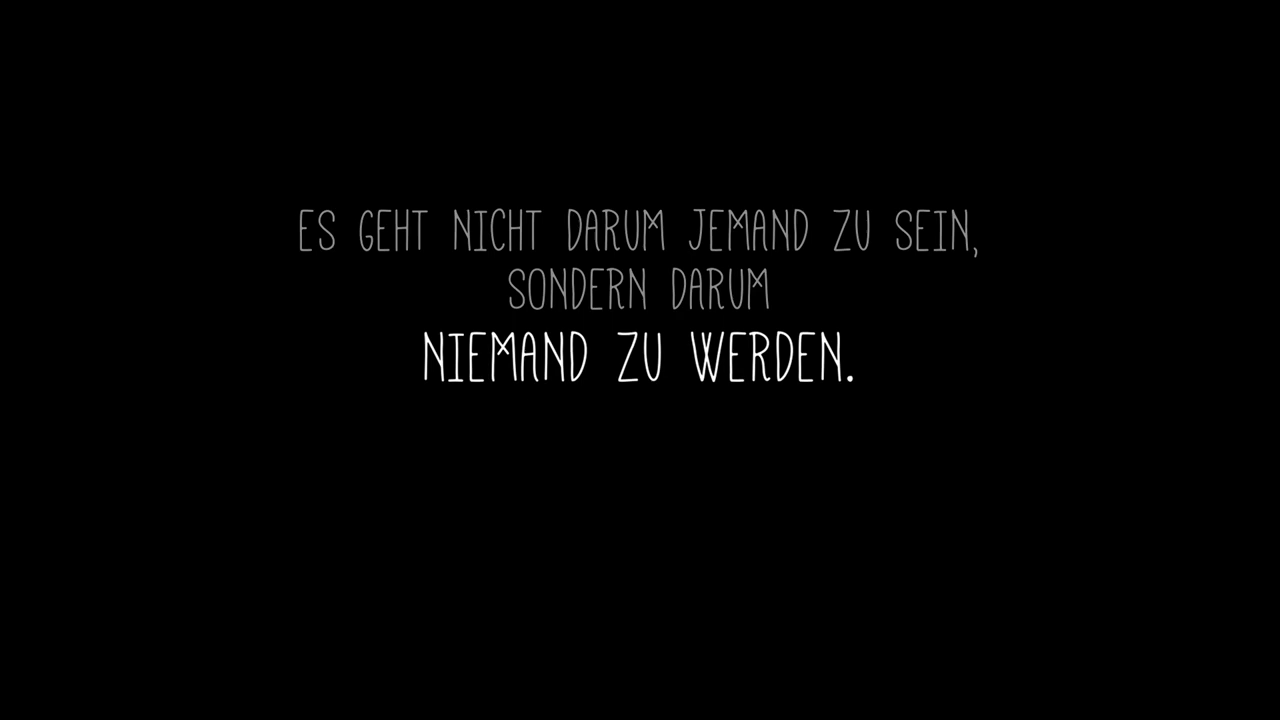 ES GEHT NICHT DARUM JEMAND ZU SEIN,
SONDERN DARUM
NIEMAND ZU WERDEN.